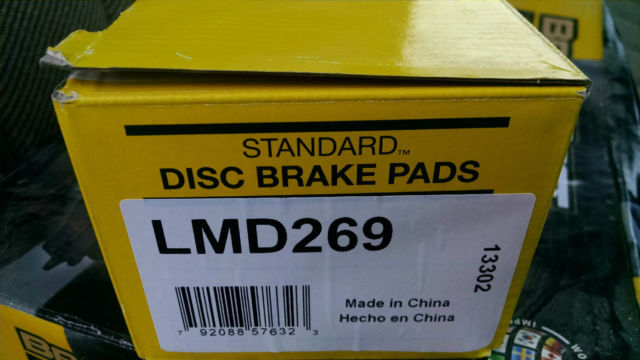 STANDARD™
DISC BRAKE PADS
LMD269
13302
Made in China
Hecho en China
7 92088 57632 3